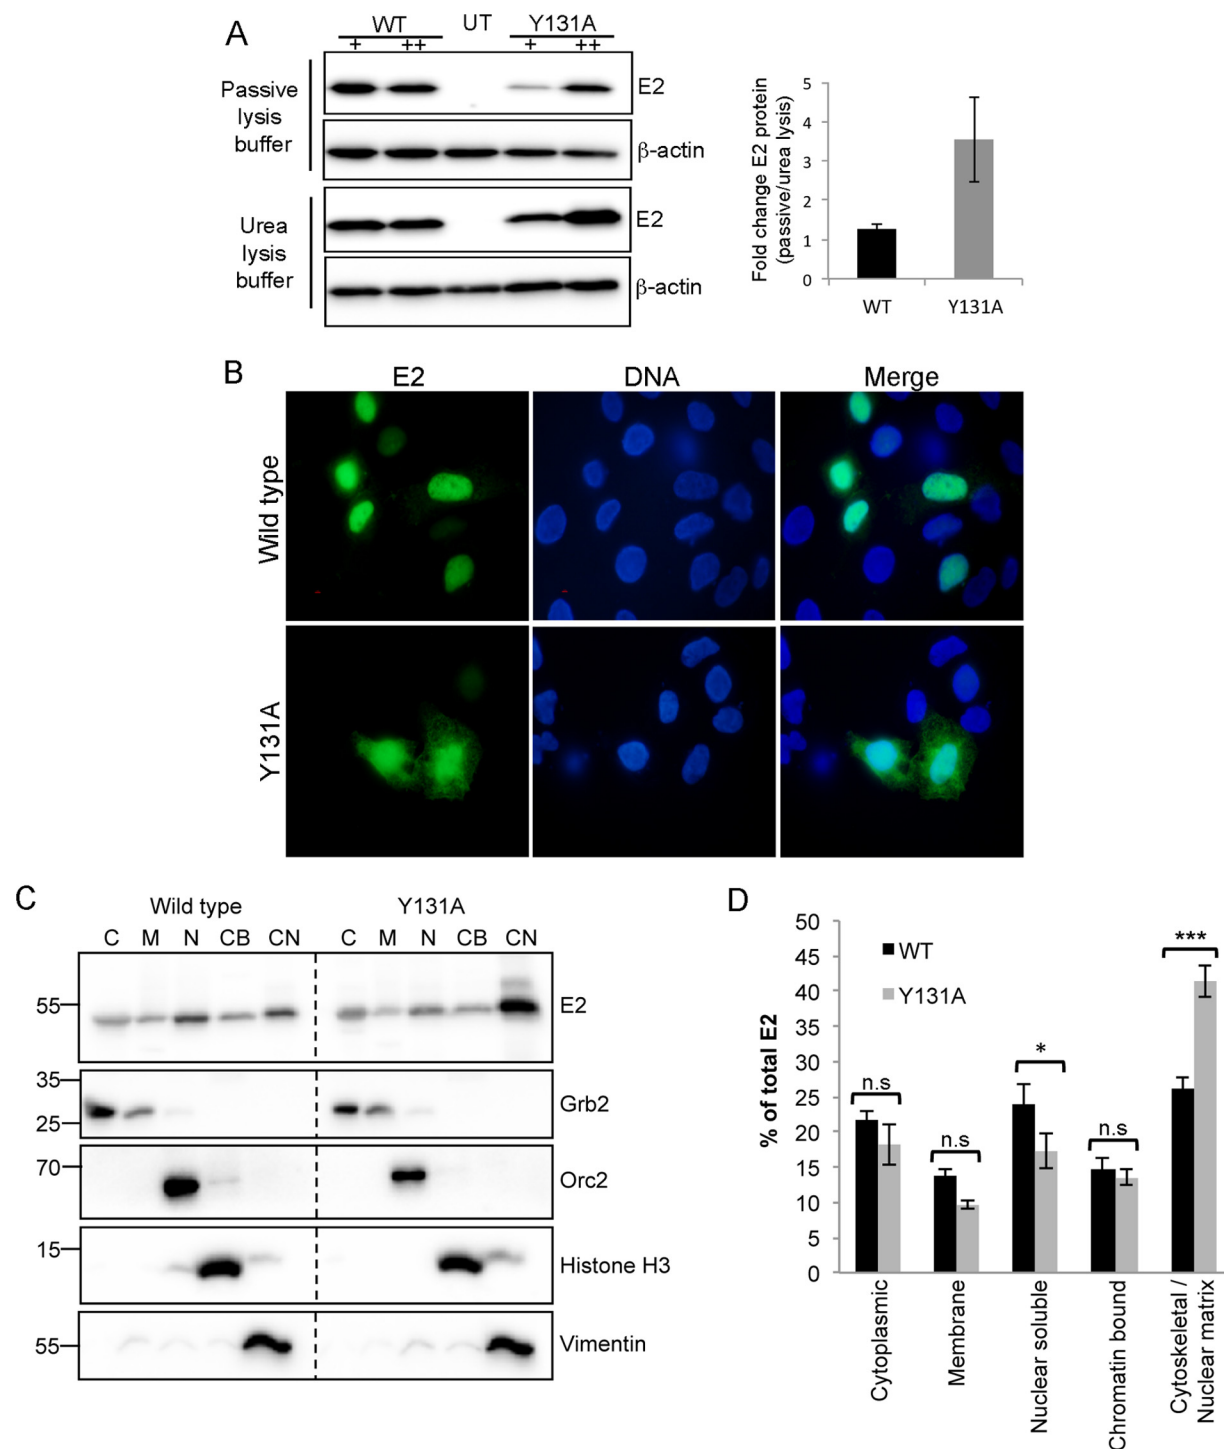 A
WT UT Y131A
+ ++ + ++
Passive
lysis
buffer
E2
β-actin
Urea
lysis
buffer
E2
β-actin
Fold change E2 protein
(passive/urea lysis)
5
4
3
2
1
0
WT Y131A
B
E2 DNA Merge
Wild type
Y131A
C
Wild type Y131A
C M N CB CN C M N CB CN
55 E2
35
25 Grb2
70 Orc2
15 Histone H3
55 Vimentin
D
% of total E2
50
45
40
35
30
25
20
15
10
5
0
WT
Y131A
n.s
n.s
*
n.s
***
Cytoplasmic
Membrane
Nuclear soluble
Chromatin bound
Cytoskeletal /
Nuclear matrix